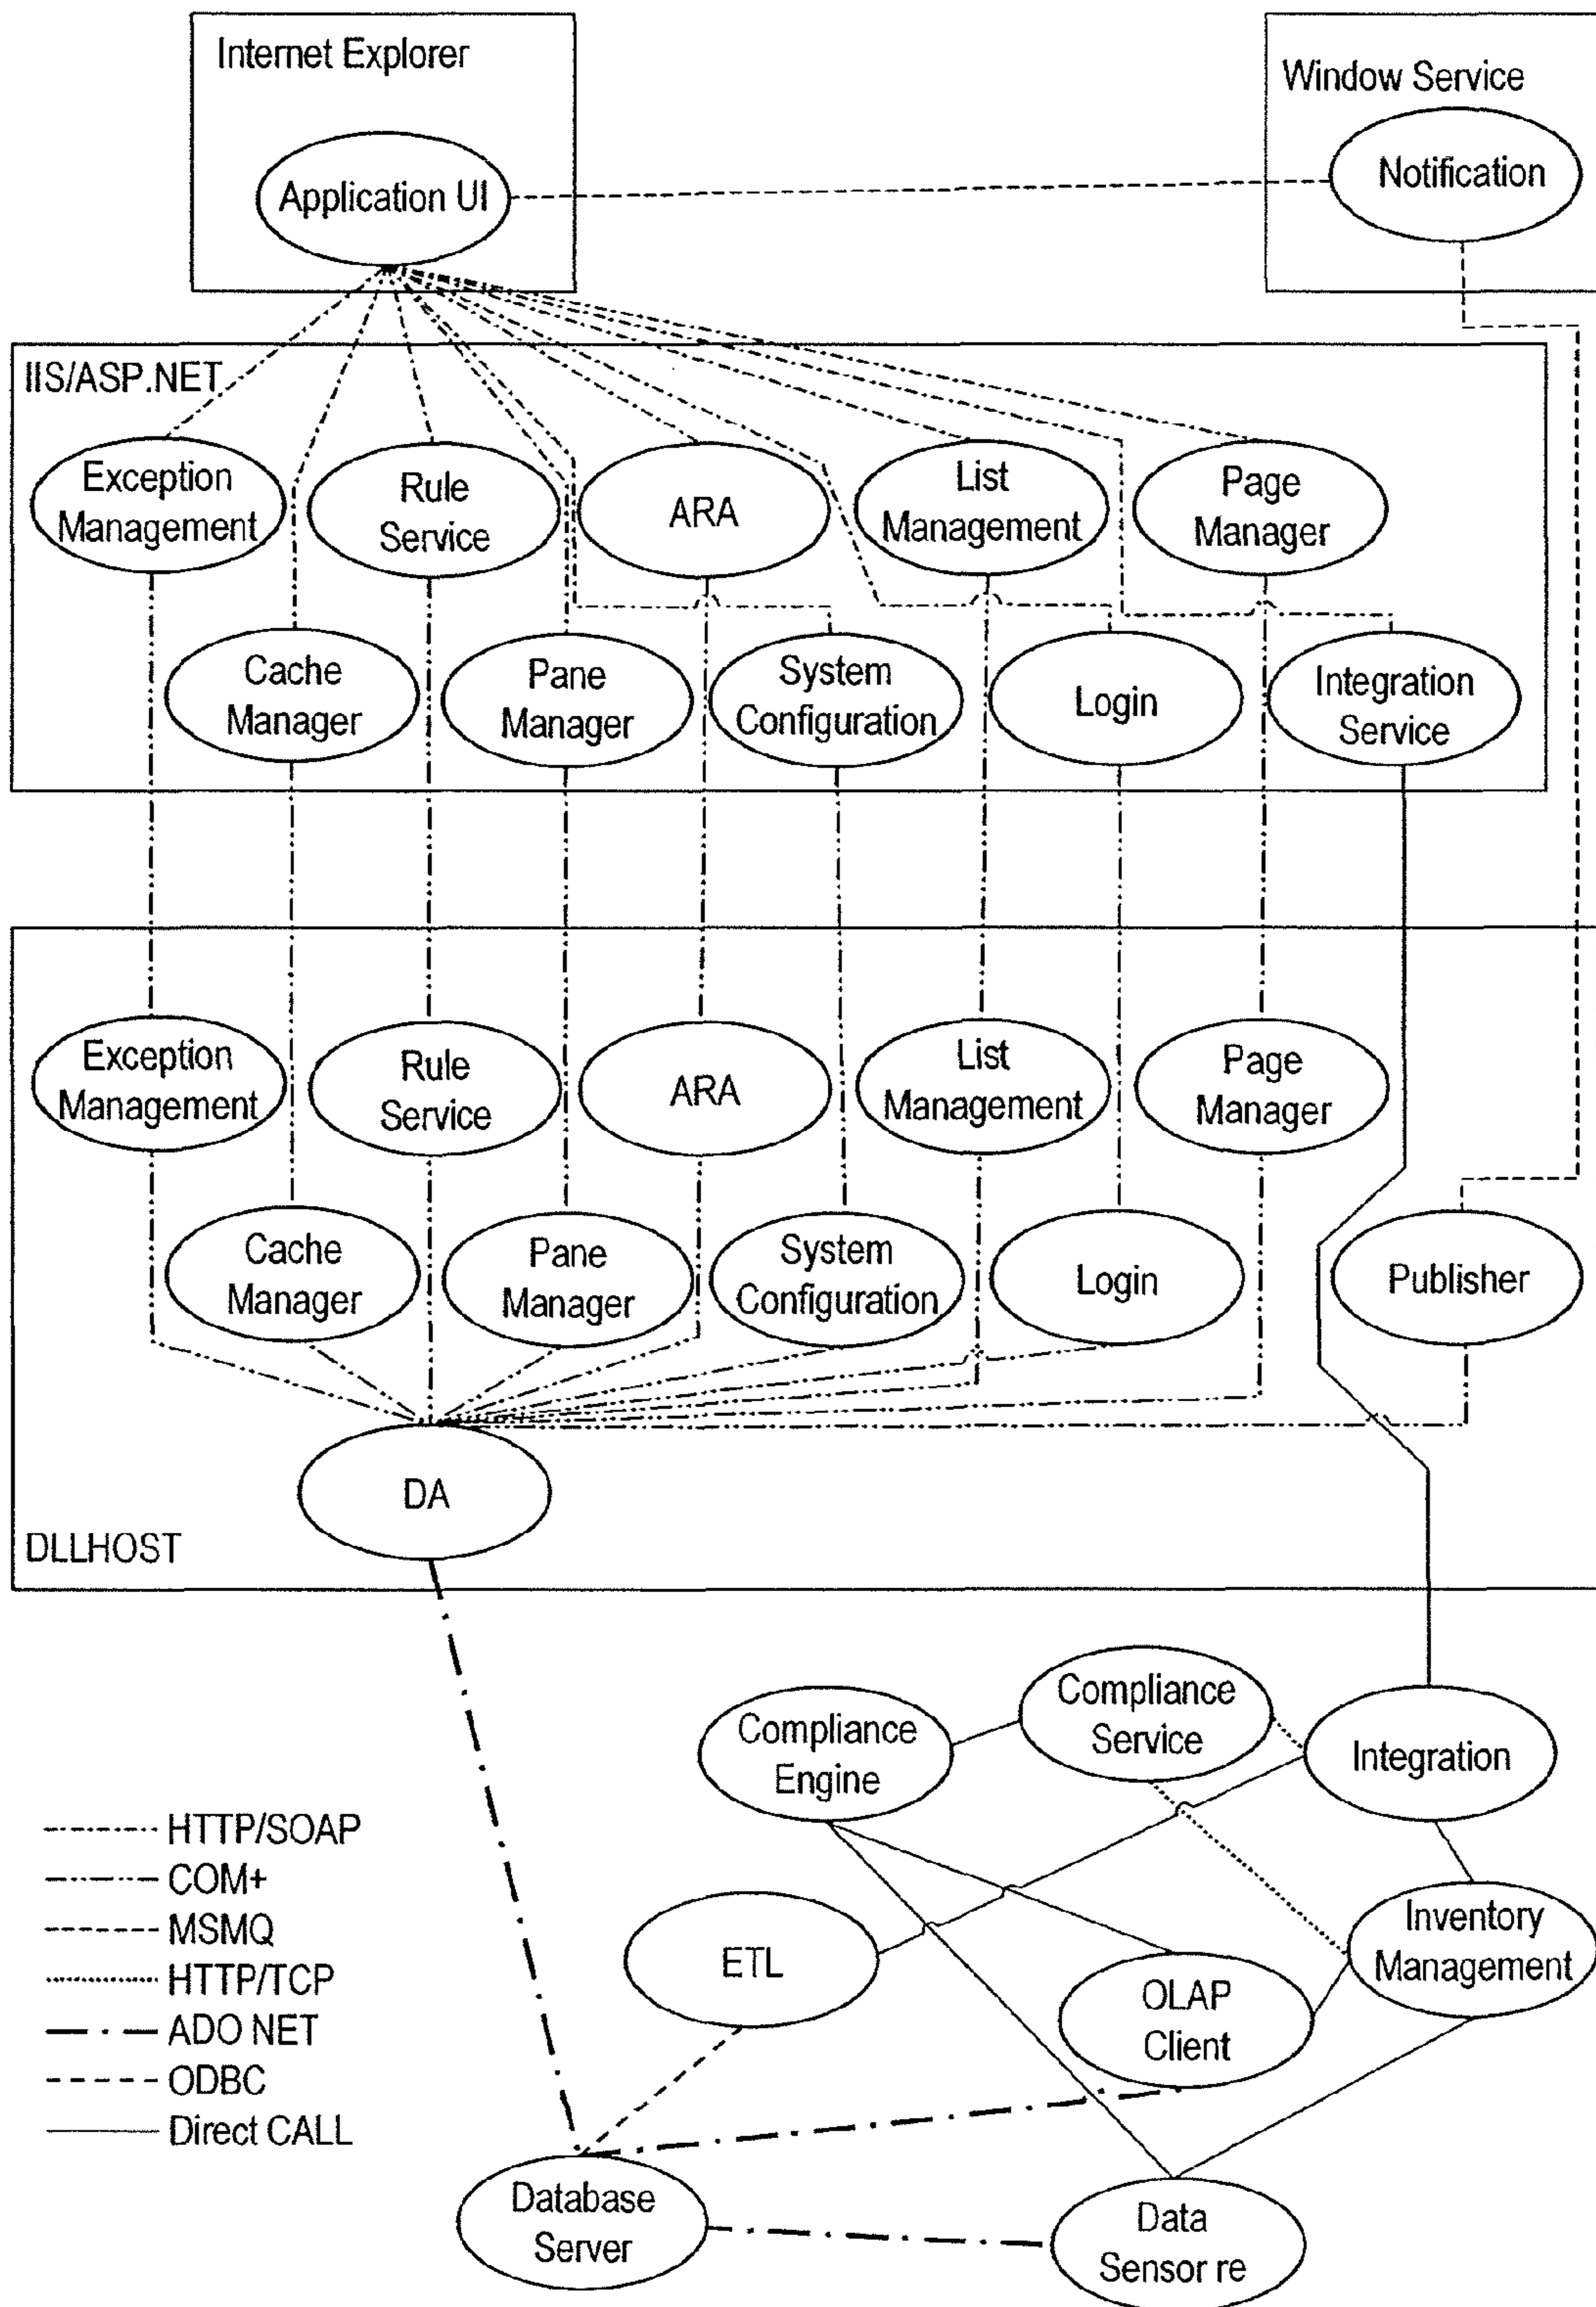 Internet Explorer
Window Service
Application UI
Notification
IIS/ASP.NET
Exception
Management
Rule
Service
ARA
List
Management
Page
Manager
Cache
Manager
Pane
Manager
System
Configuration
Login
Integration
Service
Exception
Management
Rule
Service
ARA
List
Management
Page
Manager
Cache
Manager
Pane
Manager
System
Configuration
Login
Publisher
DA
DLLHOST
Compliance
Engine
Compliance
Service
Integration
HTTP/SOAP
COM+
MSMQ
HTTP/TCP
ADO NET
ODBC
Direct CALL
ETL
OLAP
Client
Inventory
Management
Database
Server
Data
Sensor re